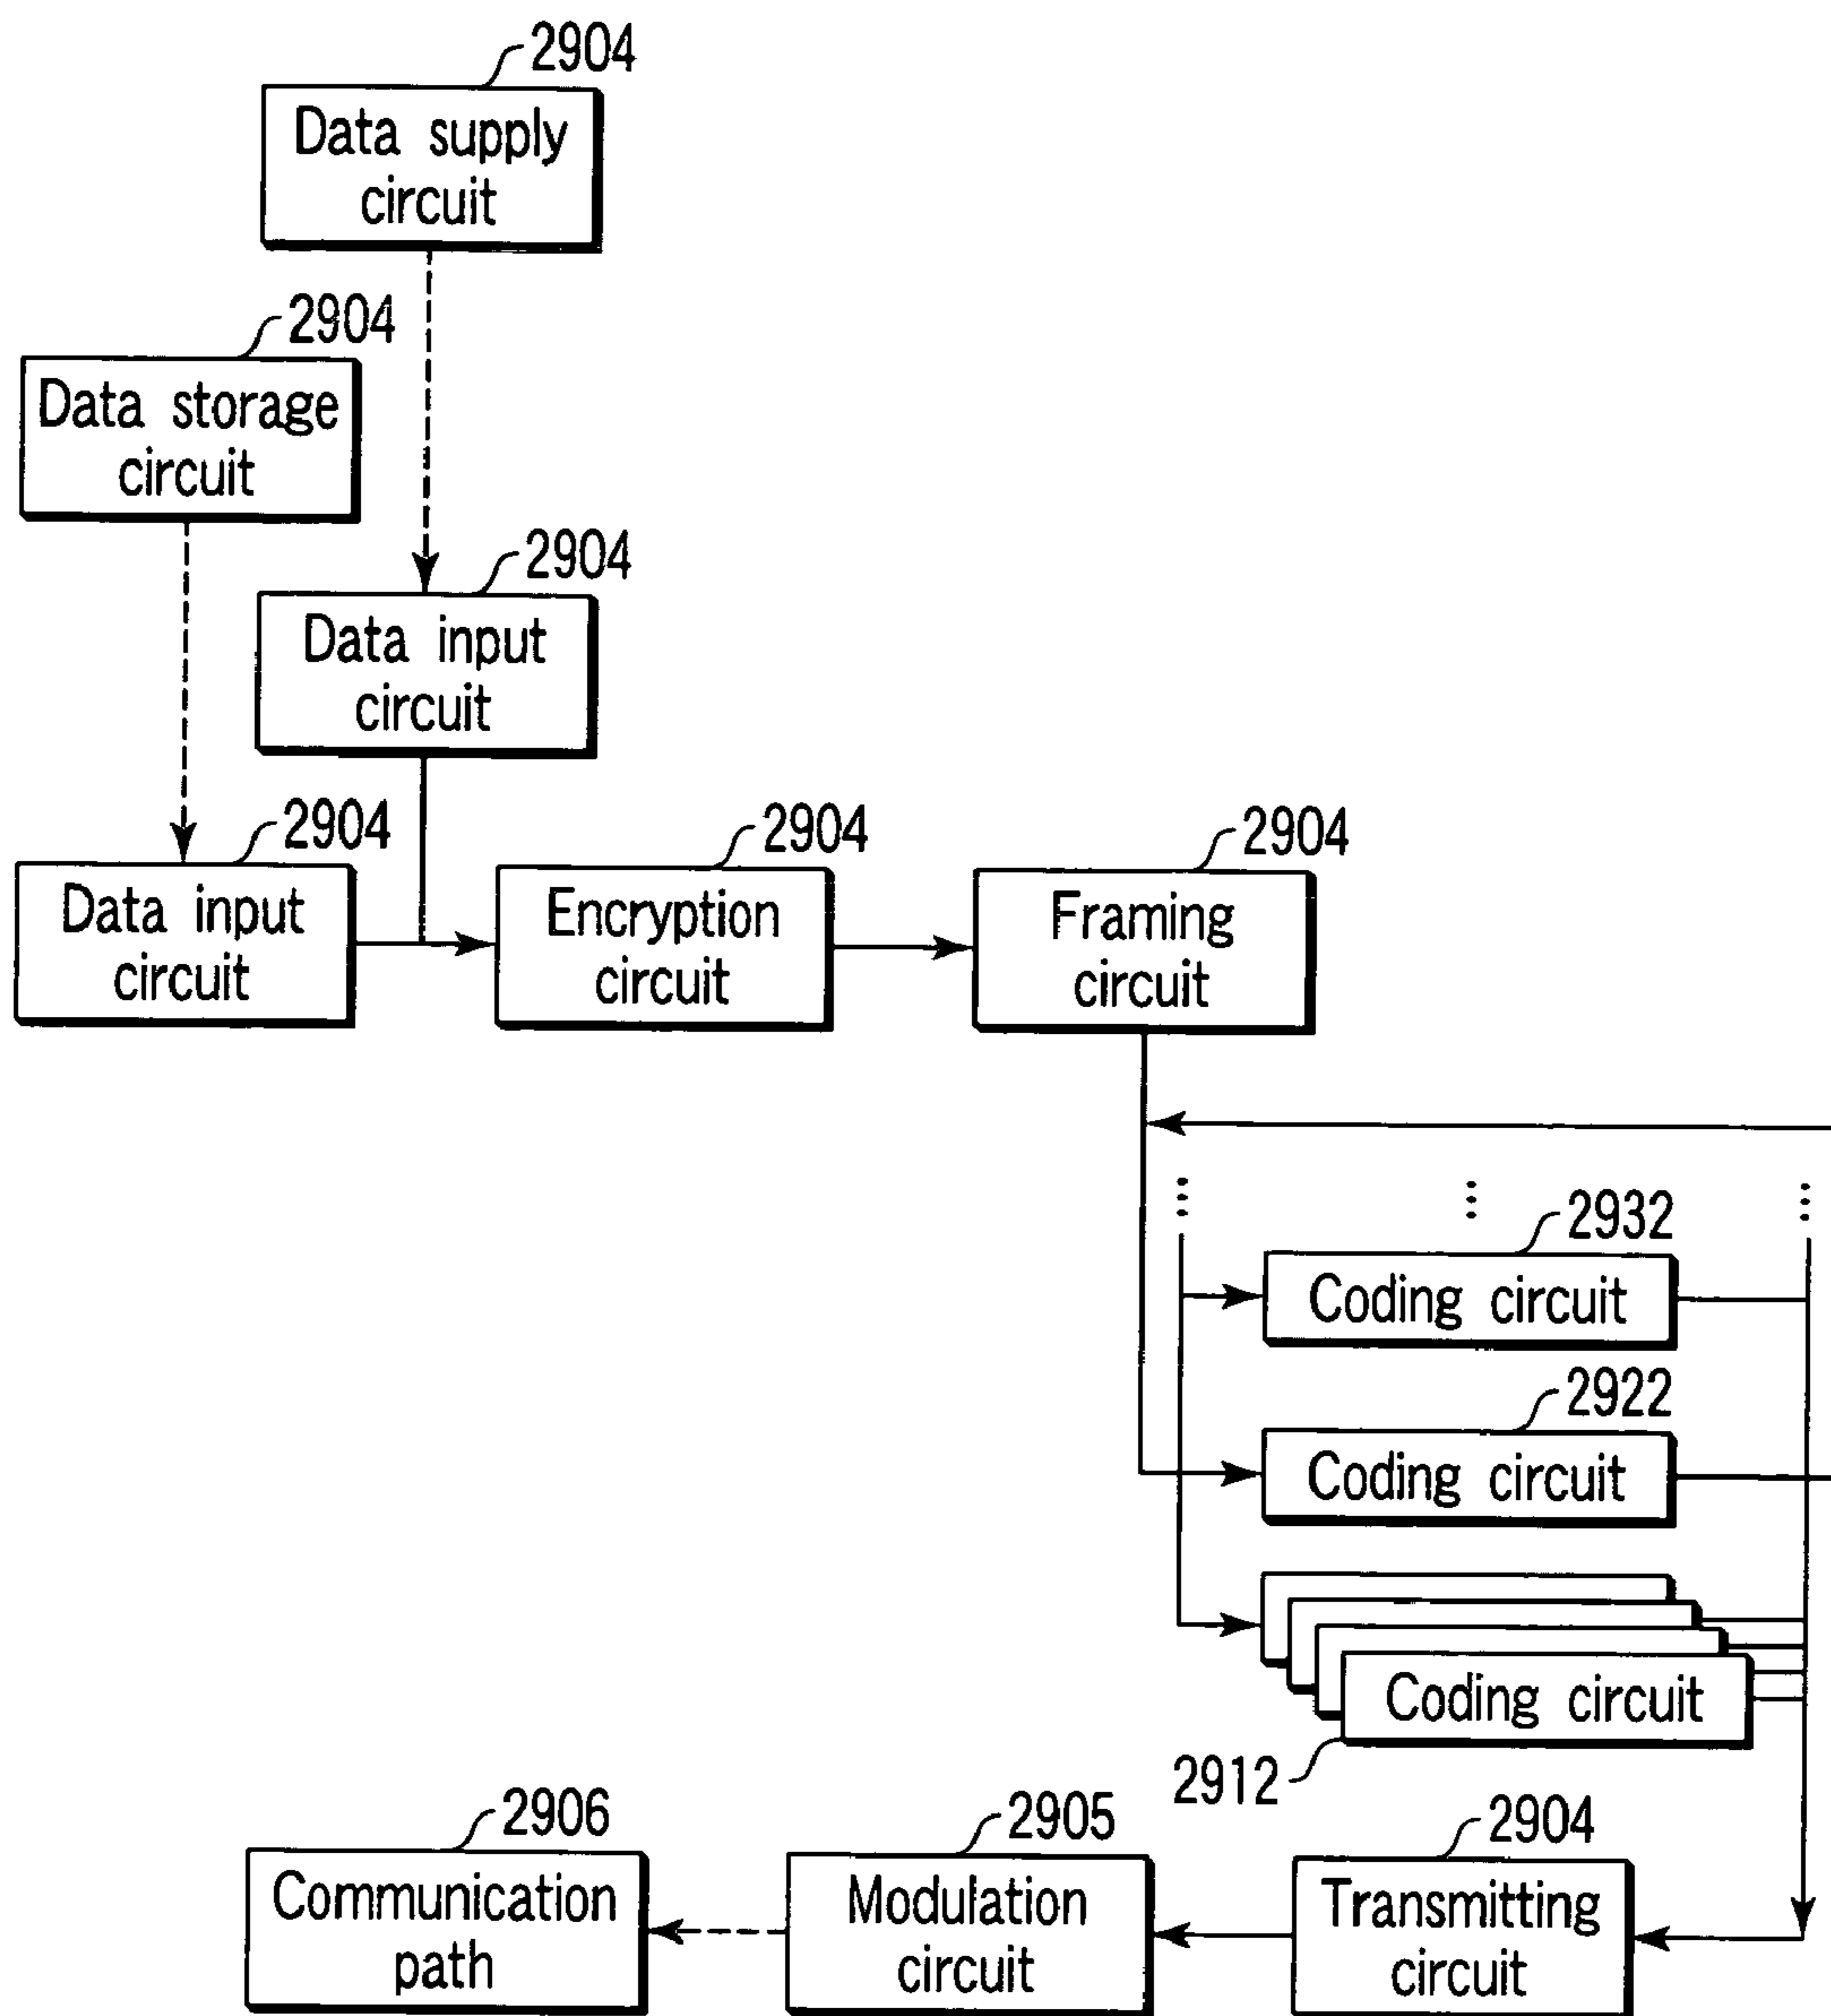 2904
Data supply
circuit
2904
Data storage
circuit
2904
Data input
circuit
2904
Data input
circuit
2904
Encryption
circuit
2904
Framing
circuit
2932
Coding circuit
2922
Coding circuit
Coding circuit
2912
2906
Communication
path
2905
Modulation
circuit
2904
Transmitting
circuit